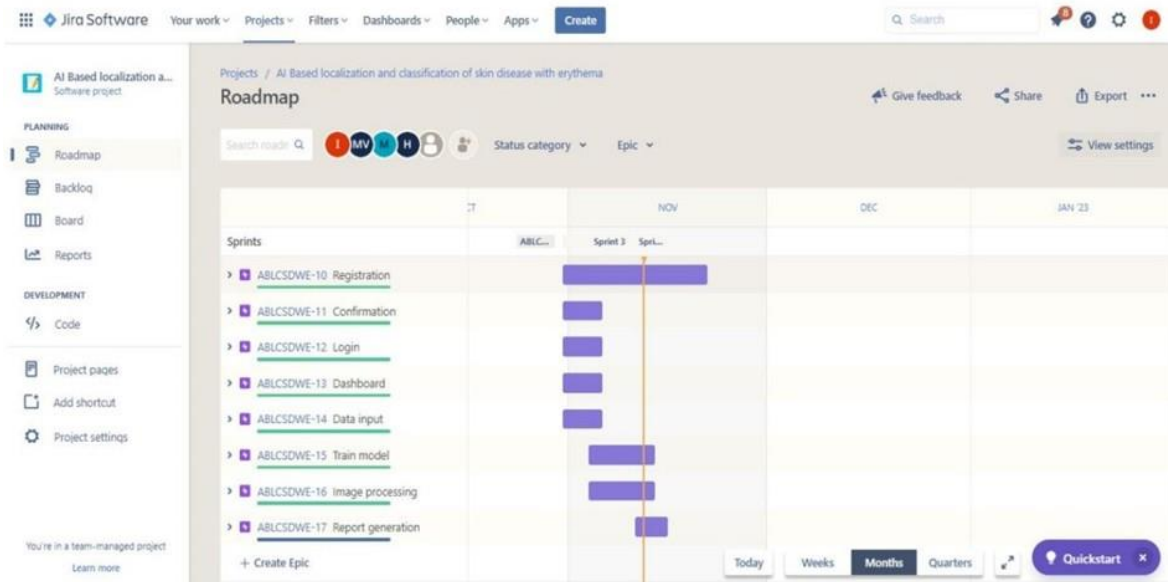 Jira Software Your work Projects Filters Dashboards People Apps Create Search 8 I
AI Based localization a...
Software project
PLANNING
Roadmap
Backlog
Board
Reports
DEVELOPMENT
Code
Project pages
Add shortcut
Project settings
You're in a team-managed project
Learn more
Projects / AI Based localization and classification of skin disease with erythema
Roadmap
Give feedback Share Export
I MV M H Status category Epic View settings
CT NOV DEC JAN '23
Sprints ABLC... Sprint 3 Spri...
ABLCSDWE-10 Registration
ABLCSDWE-11 Confirmation
ABLCSDWE-12 Login
ABLCSDWE-13 Dashboard
ABLCSDWE-14 Data input
ABLCSDWE-15 Train model
ABLCSDWE-16 Image processing
ABLCSDWE-17 Report generation
+ Create Epic
Today Weeks Months Quarters Quickstart